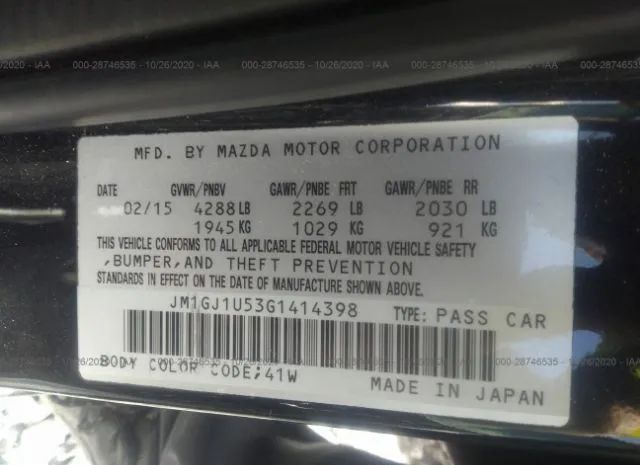 000-28746535 - 10/26/2020 - IAA
MFD. BY MAZDA MOTOR CORPORATION
DATE GVWR/PNBV GAWR/PNBE FRT GAWR/PNBE RR
02/15 4288 LB 2269 LB 2030 LB
1945 KG 1029 KG 921 KG
THIS VEHICLE CONFORMS TO ALL APPLICABLE FEDERAL MOTOR VEHICLE SAFETY
,BUMPER,AND THEFT PREVENTION
STANDARDS IN EFFECT ON THE DATE OF MANUFACTURE SHOWN ABOVE.
JM1GJ1U53G1414398 TYPE: PASS CAR
BODY COLOR CODE;41W
MADE IN JAPAN